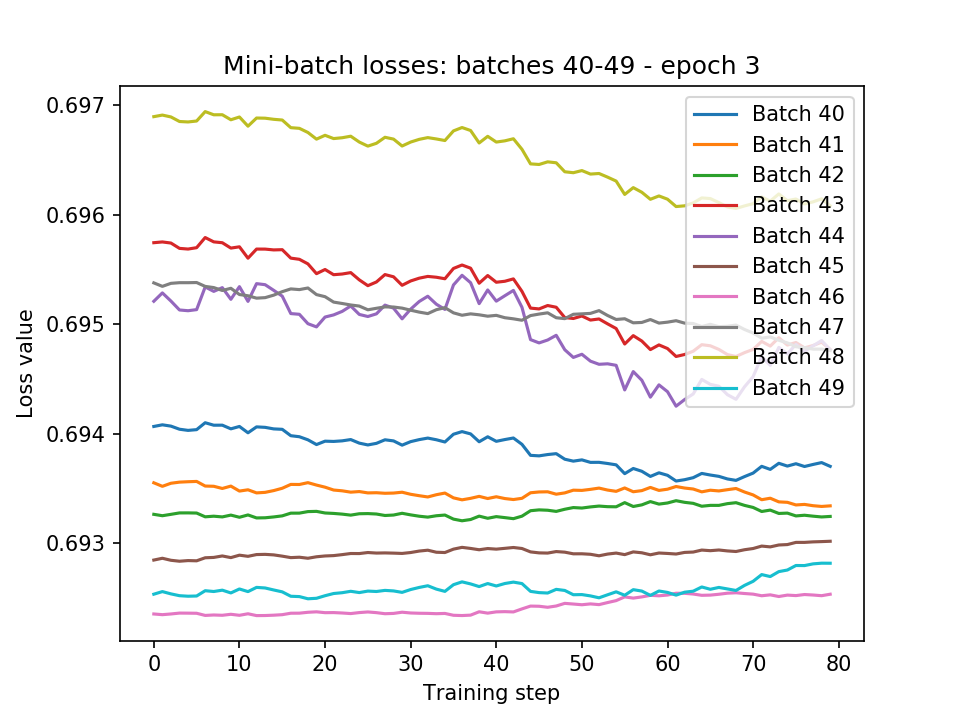 Mini-batch losses: batches 40-49 - epoch 3
0.697
0.696
0.695
0.694
0.693
Loss value
Batch 40
Batch 41
Batch 42
Batch 43
Batch 44
Batch 45
Batch 46
Batch 47
Batch 48
Batch 49
0 10 20 30 40 50 60 70 80
Training step